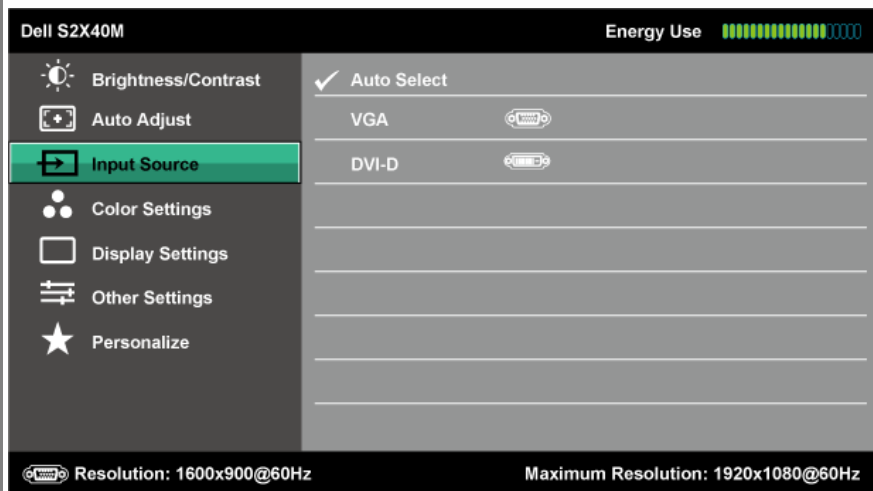 Dell S2X40M Energy Use
Brightness/Contrast Auto Select
Auto Adjust VGA
Input Source DVI-D
Color Settings
Display Settings
Other Settings
Personalize
Resolution: 1600x900@60Hz Maximum Resolution: 1920x1080@60Hz